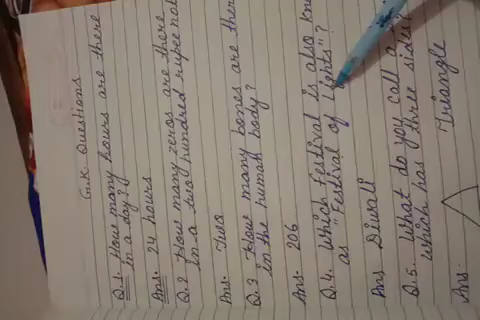 G.K. Questions
Q.1. How many hours are there
in a day?
Ans. 24 hours
Q.2 How many zeros are there
in a two hundred rupee not
Ans. Two
Q.3 How many bones are ther
in the human body?
Ans. 206
Q.4. Which festival is also kn
as "Festival of Lights"?
Ans Diwali
Q.5. What do you call a
which has three sides?
Ans. Triangle